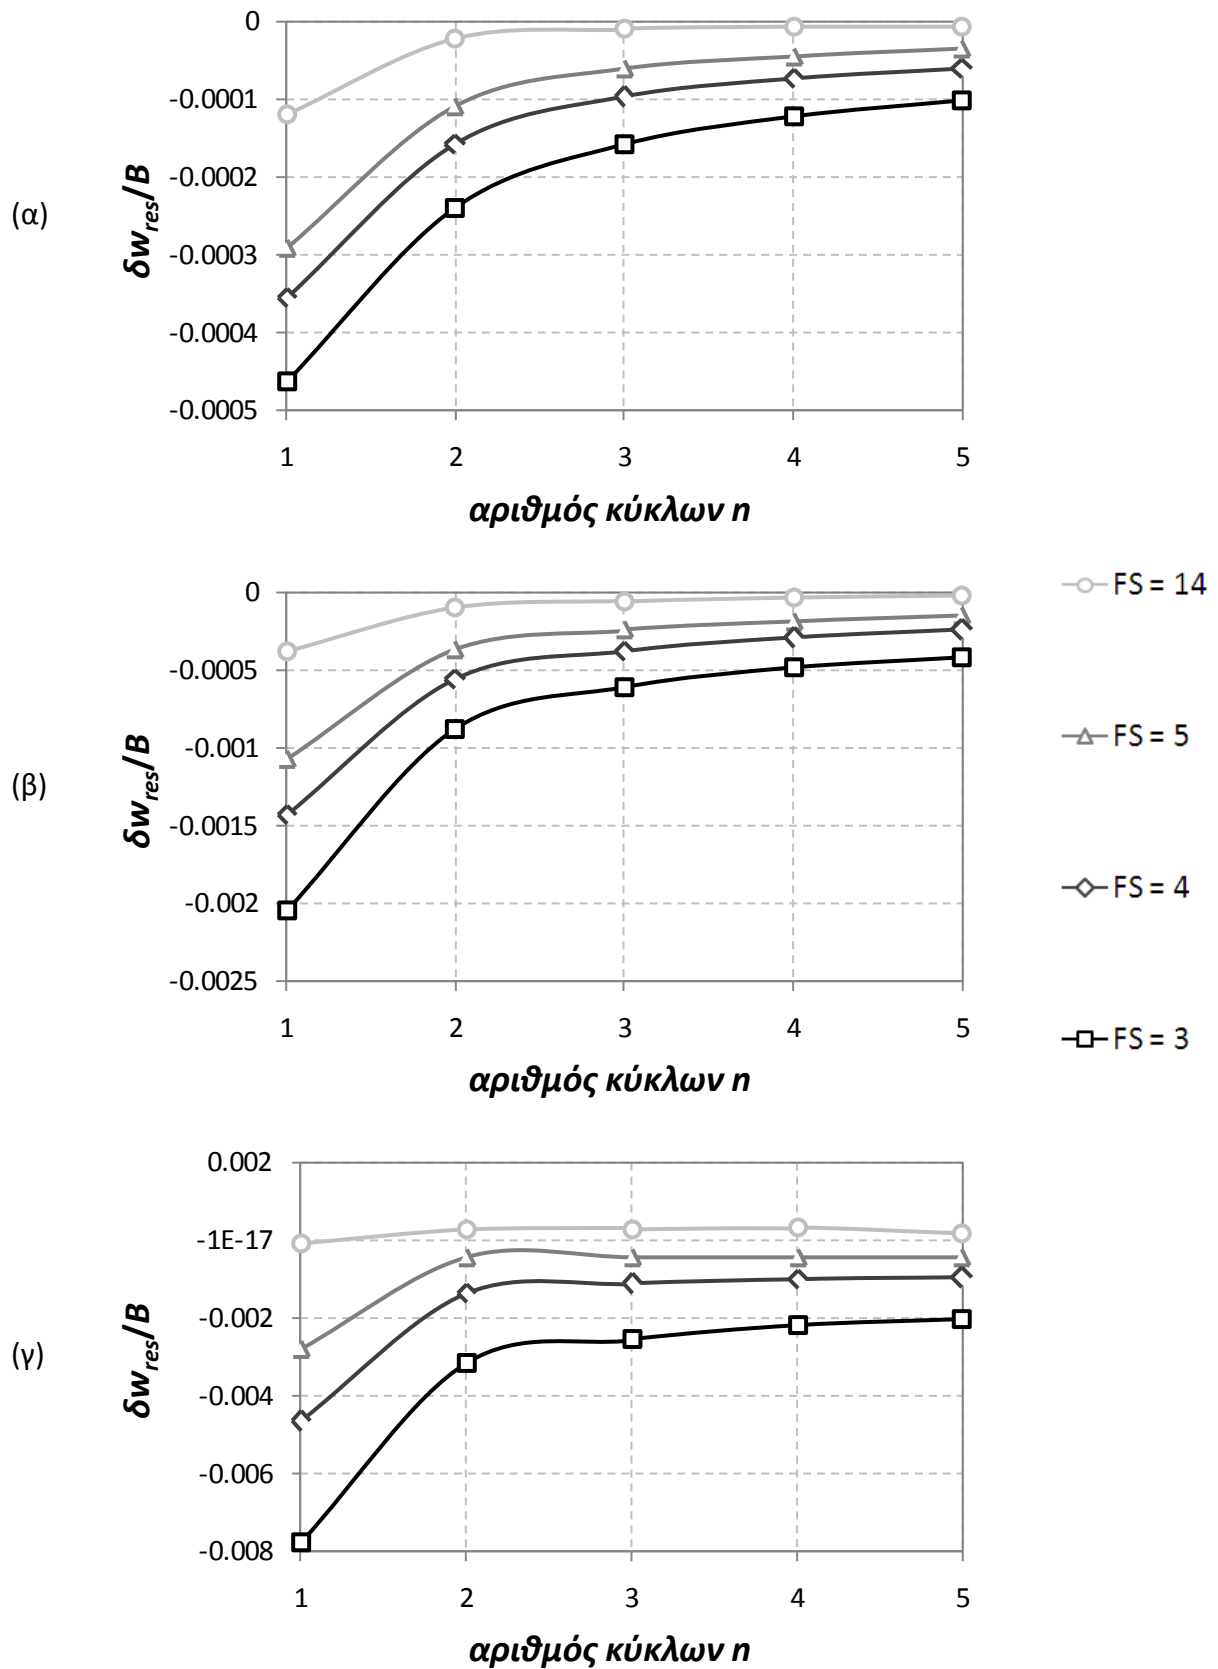 (α)
δw_res/B
0
-0.0001
-0.0002
-0.0003
-0.0004
-0.0005
1 2 3 4 5
αριθμός κύκλων n
(β)
δw_res/B
0
-0.0005
-0.001
-0.0015
-0.002
-0.0025
1 2 3 4 5
αριθμός κύκλων n
FS = 14
FS = 5
FS = 4
FS = 3
(γ)
δw_res/B
0.002
-1E-17
-0.002
-0.004
-0.006
-0.008
1 2 3 4 5
αριθμός κύκλων n